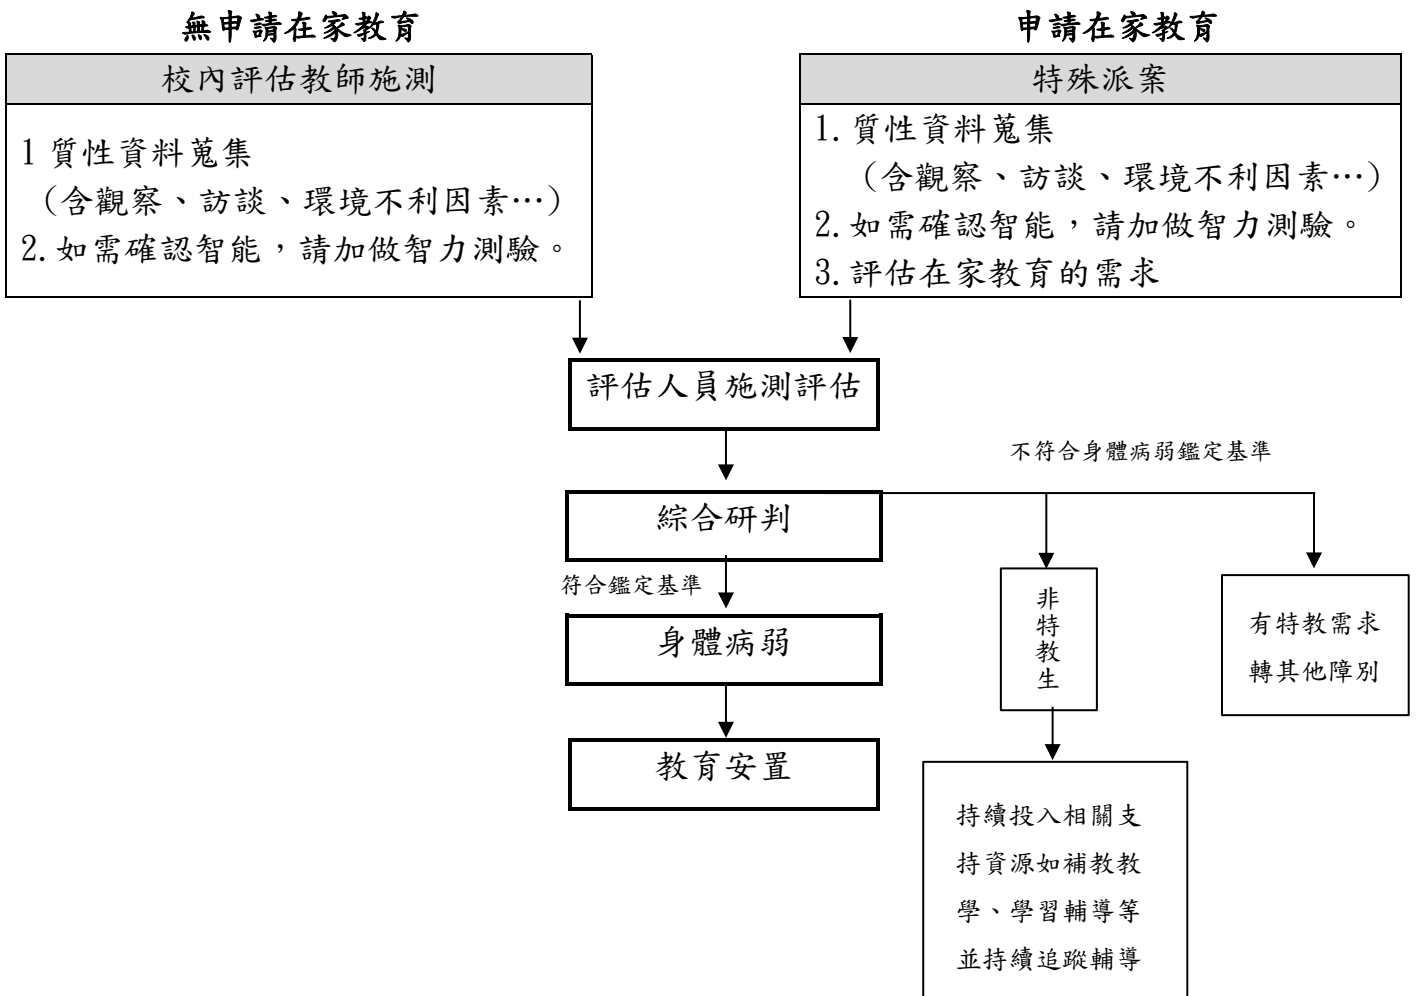 無申請在家教育
校內評估教師施測
1 質性資料蒐集
（含觀察、訪談、環境不利因素…）
2. 如需確認智能，請加做智力測驗。
申請在家教育
特殊派案
1. 質性資料蒐集
（含觀察、訪談、環境不利因素…）
2. 如需確認智能，請加做智力測驗。
3. 評估在家教育的需求
評估人員施測評估
綜合研判
不符合身體病弱鑑定基準
符合鑑定基準
身體病弱
教育安置
非
特
教
生
有特教需求
轉其他障別
持續投入相關支
持資源如補教教
學、學習輔導等
並持續追蹤輔導